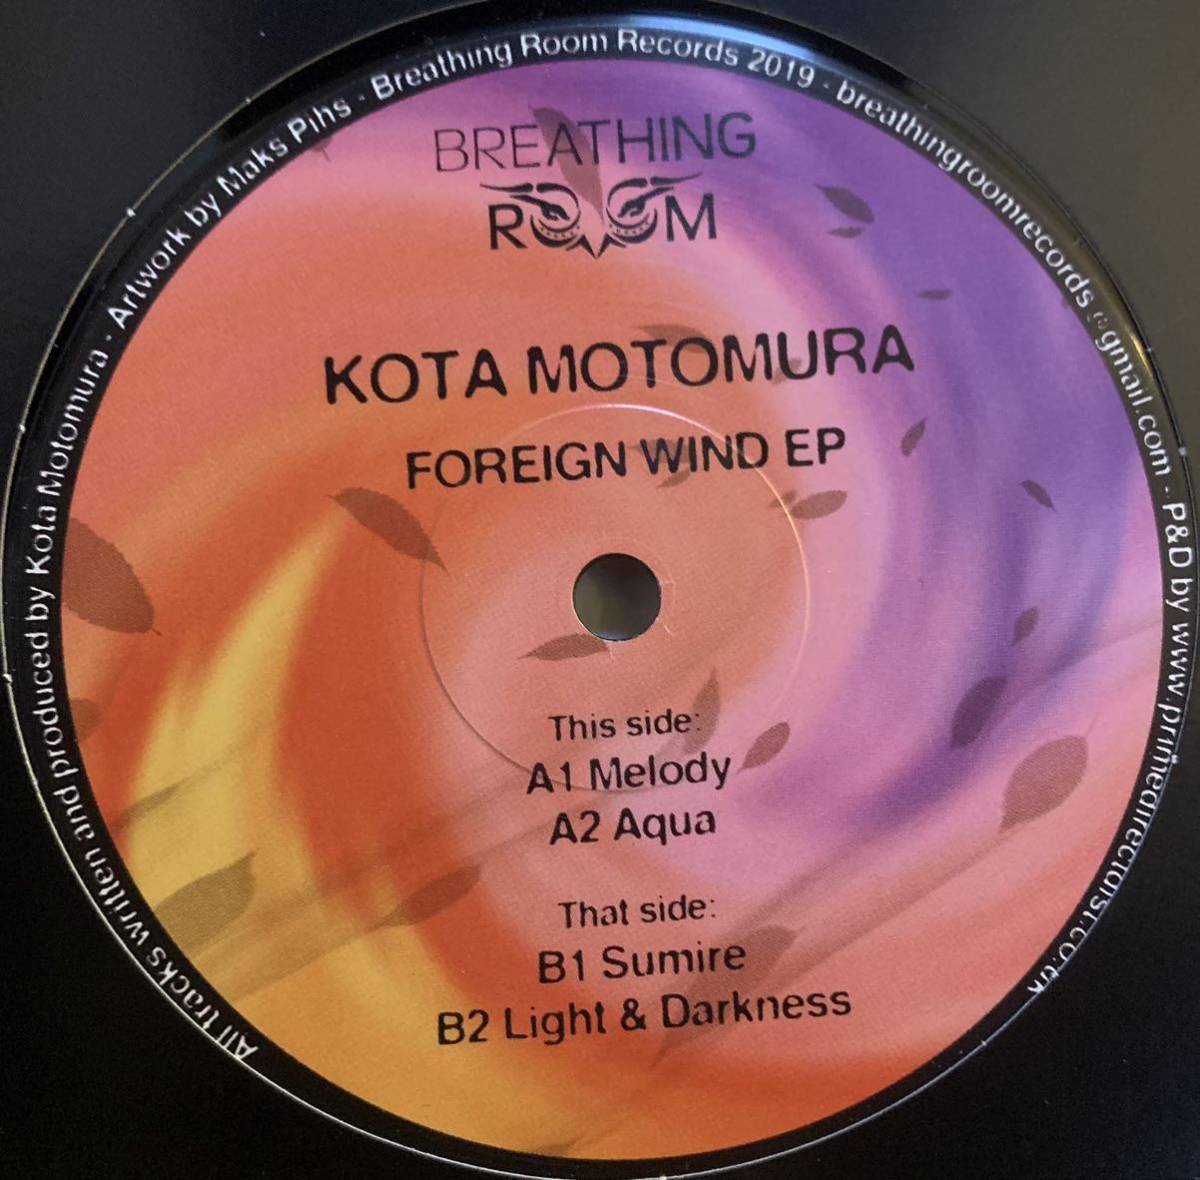 BREATHING
ROOM
KOTA MOTOMURA
FOREIGN WIND EP
This side:
A1 Melody
A2 Aqua
That side:
B1 Sumire
B2 Light & Darkness
All tracks written and produced by Kota Motomura - Artwork by Maks Pihs - Breathing Room Records 2019 - breathingroomrecords@gmail.com - P&D by www.primedirectdist.co.uk